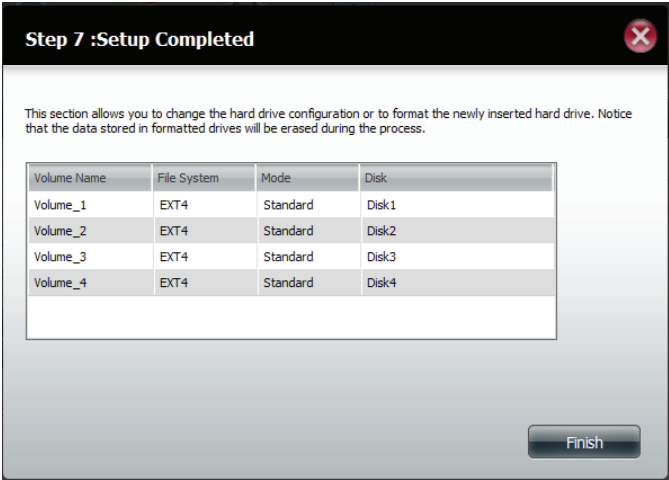 Step 7 :Setup Completed
This section allows you to change the hard drive configuration or to format the newly inserted hard drive. Notice
that the data stored in formatted drives will be erased during the process.
Volume Name File System Mode Disk
Volume_1 EXT4 Standard Disk1
Volume_2 EXT4 Standard Disk2
Volume_3 EXT4 Standard Disk3
Volume_4 EXT4 Standard Disk4
Finish